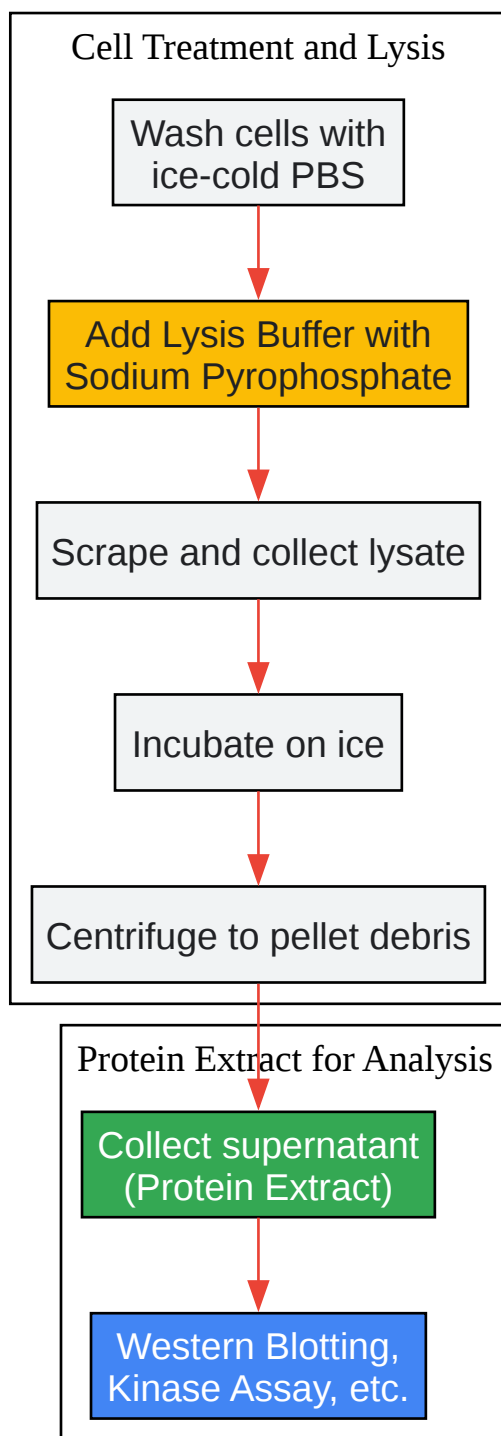 Cell Treatment and Lysis
Wash cells with
ice-cold PBS
Add Lysis Buffer with
Sodium Pyrophosphate
Scrape and collect lysate
Incubate on ice
Centrifuge to pellet debris
Protein Extract for Analysis
Collect supernatant
(Protein Extract)
Western Blotting,
Kinase Assay, etc.